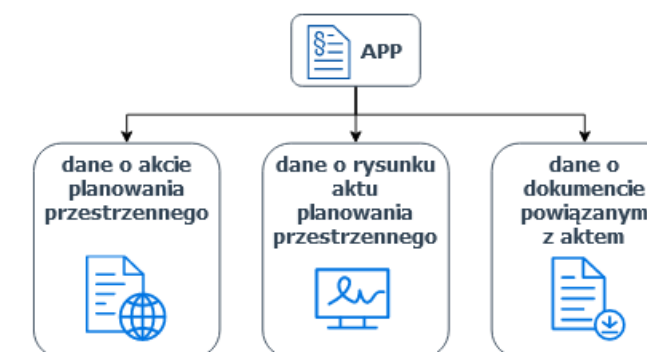 §
APP
dane o akcie
planowania
przestrzennego
dane o rysunku
aktu
planowania
przestrzennego
dane o
dokumencie
powiązanym
z aktem